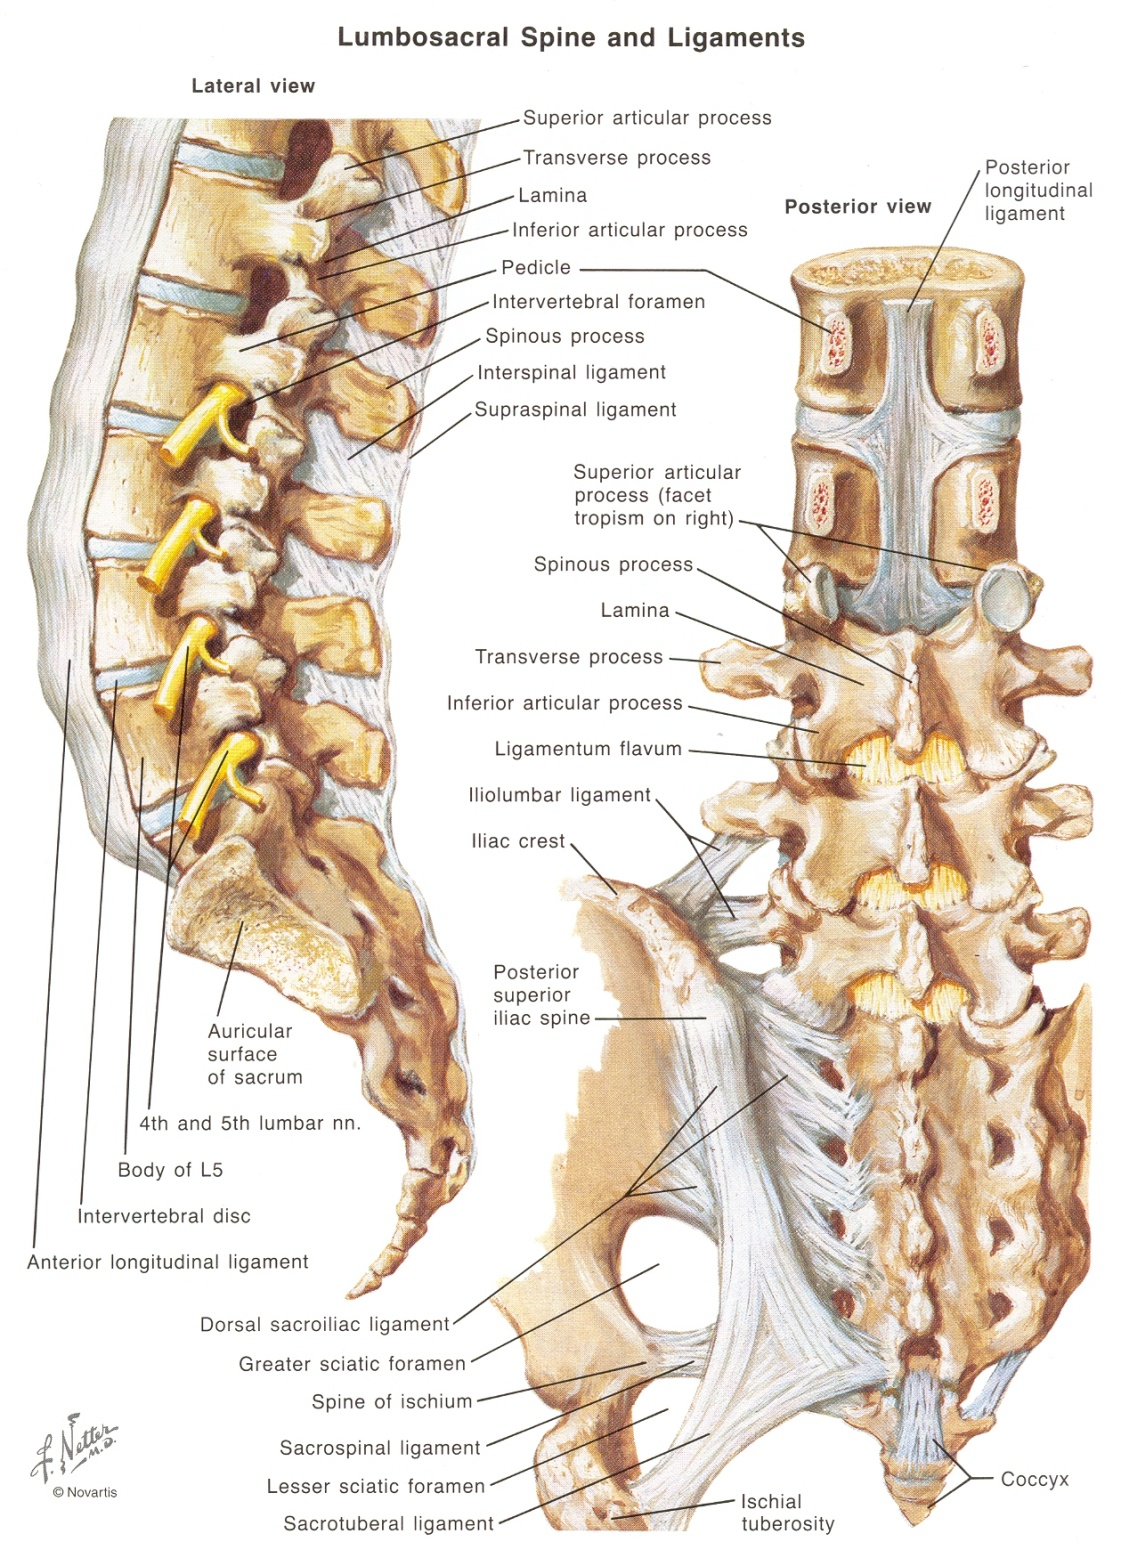 Lumbosacral Spine and Ligaments
Lateral view
Superior articular process
Transverse process
Lamina
Inferior articular process
Pedicle
Intervertebral foramen
Spinous process
Interspinal ligament
Supraspinal ligament
Posterior view
Posterior
longitudinal
ligament
Superior articular
process (facet
tropism on right)
Spinous process
Lamina
Transverse process
Inferior articular process
Ligamentum flavum
Iliolumbar ligament
Iliac crest
Posterior
superior
iliac spine
Auricular
surface
of sacrum
4th and 5th lumbar nn.
Body of L5
Intervertebral disc
Anterior longitudinal ligament
Dorsal sacroiliac ligament
Greater sciatic foramen
Spine of ischium
Sacrospinal ligament
Lesser sciatic foramen
Sacrotuberal ligament
Ischial
tuberosity
Coccyx
F. Netter
M.D.
© Novartis